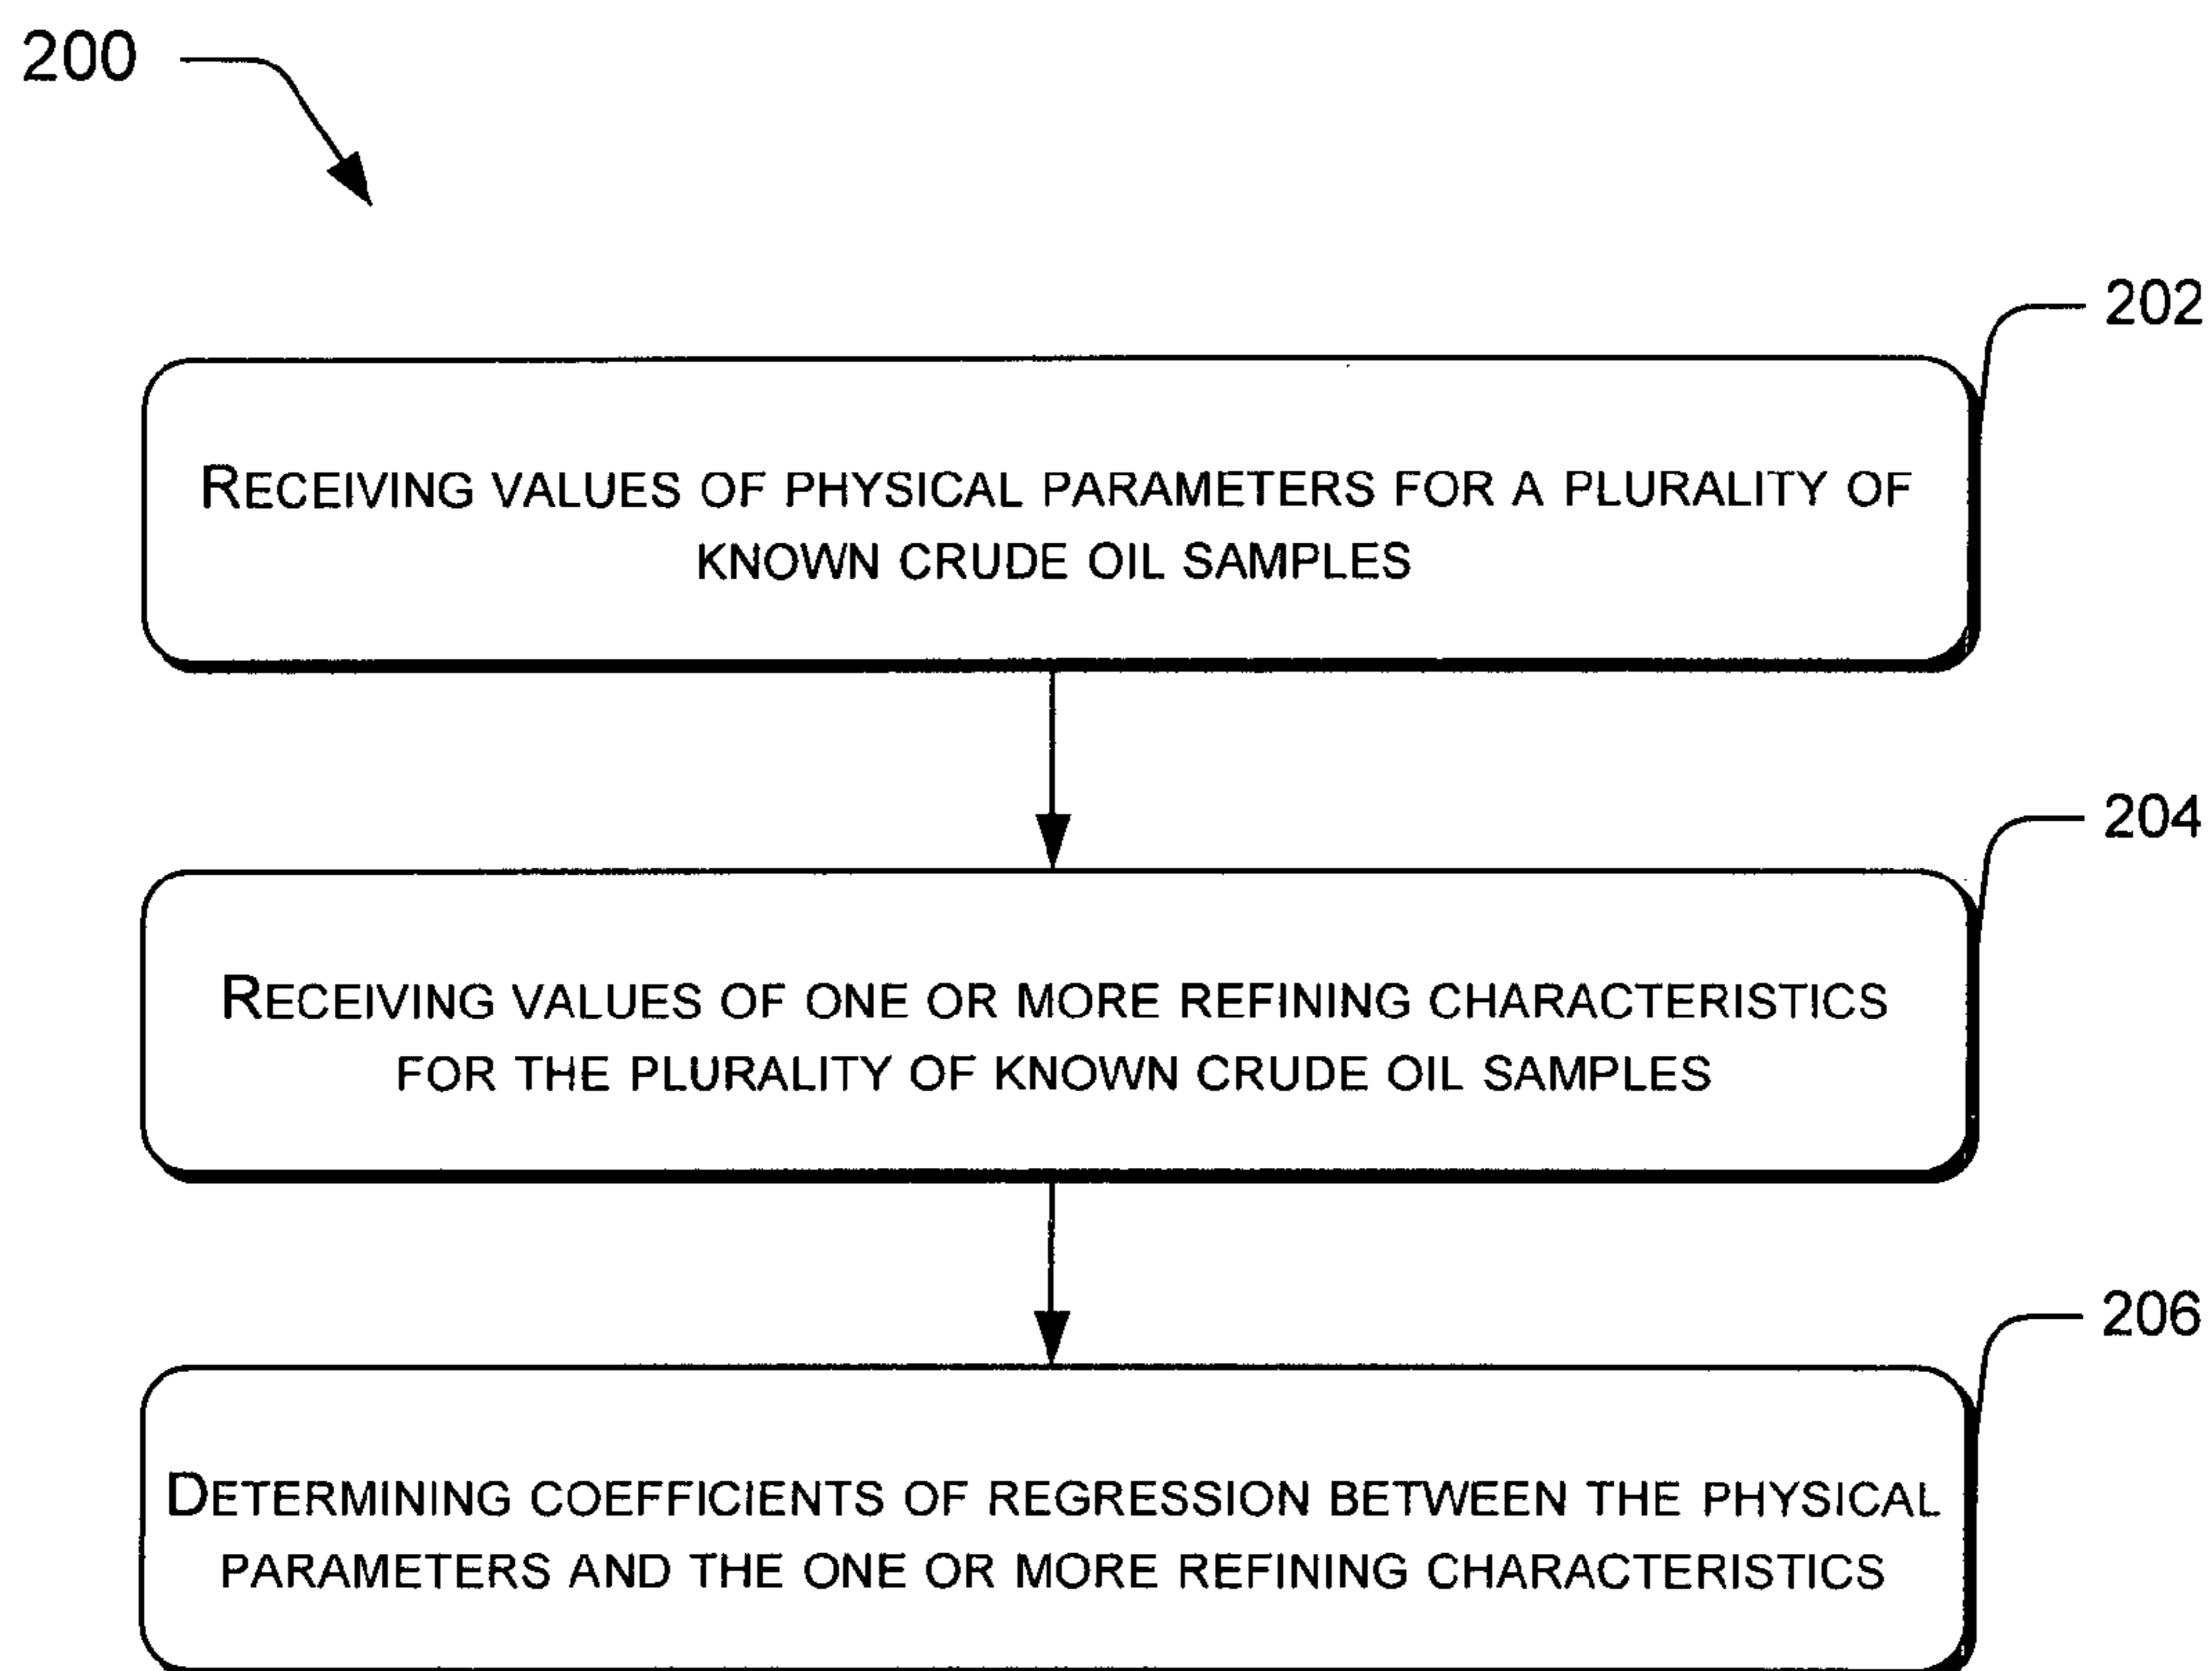 200
202
RECEIVING VALUES OF PHYSICAL PARAMETERS FOR A PLURALITY OF
KNOWN CRUDE OIL SAMPLES
204
RECEIVING VALUES OF ONE OR MORE REFINING CHARACTERISTICS
FOR THE PLURALITY OF KNOWN CRUDE OIL SAMPLES
206
DETERMINING COEFFICIENTS OF REGRESSION BETWEEN THE PHYSICAL
PARAMETERS AND THE ONE OR MORE REFINING CHARACTERISTICS